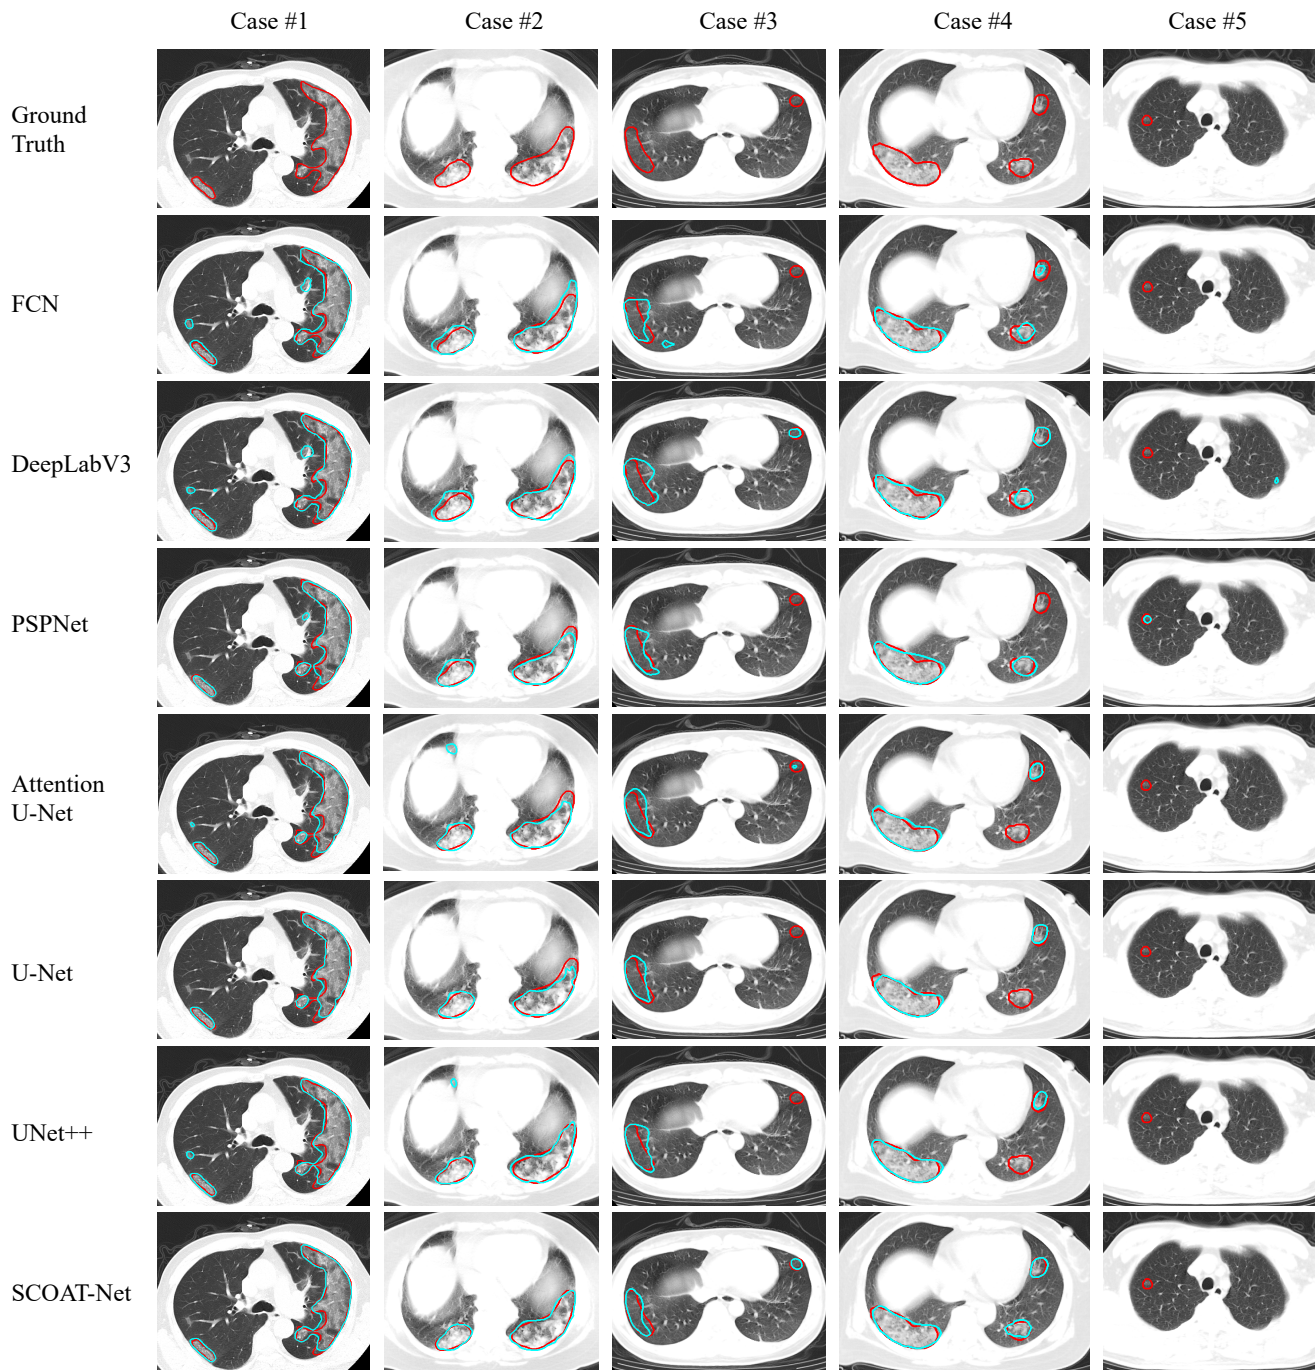 Case #1 Case #2 Case #3 Case #4 Case #5
Ground
Truth
FCN
DeepLabV3
PSPNet
Attention
U-Net
U-Net
UNet++
SCOAT-Net